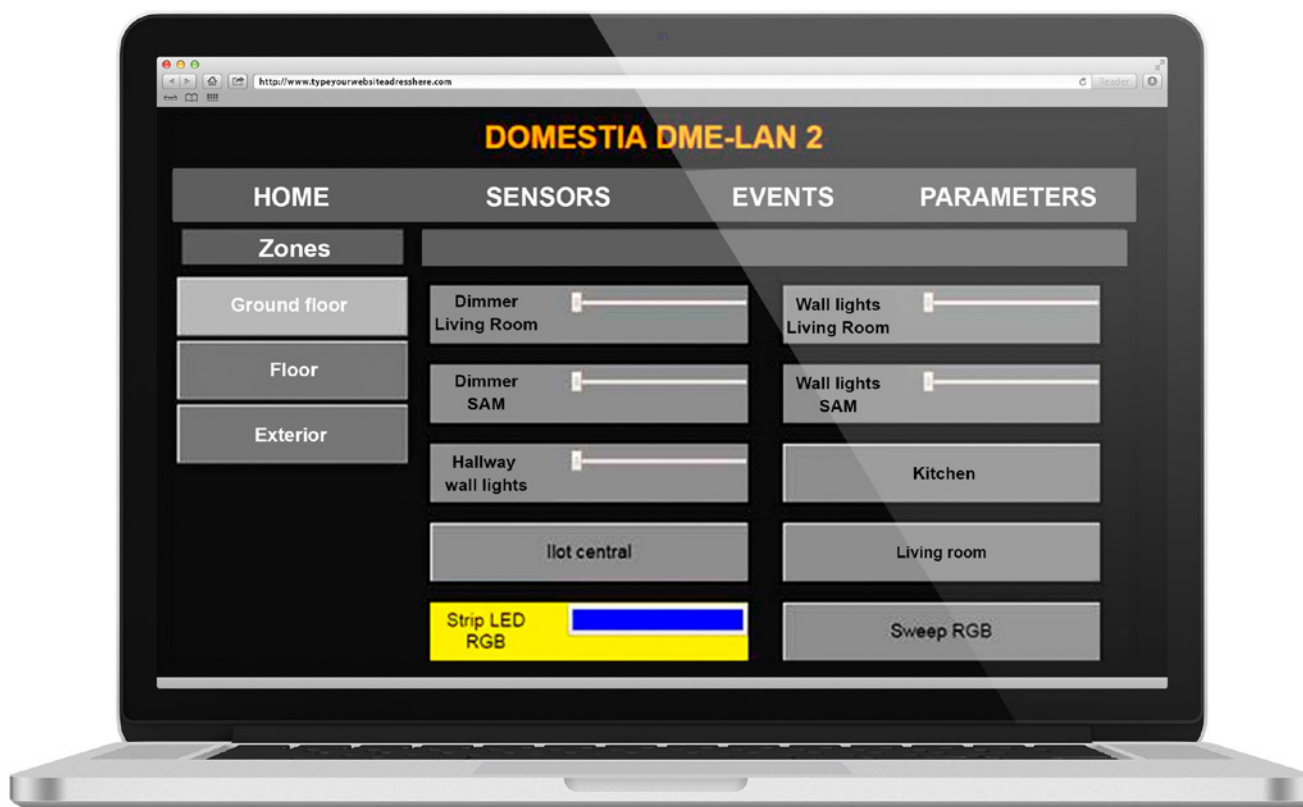 http://www.typeyourwebsiteadresshere.com
Reader
DOMESTIA DME-LAN 2
HOME SENSORS EVENTS PARAMETERS
Zones
Ground floor
Floor
Exterior
Dimmer
Living Room
Wall lights
Living Room
Dimmer
SAM
Wall lights
SAM
Hallway
wall lights
Kitchen
Ilot central
Living room
Strip LED
RGB
Sweep RGB